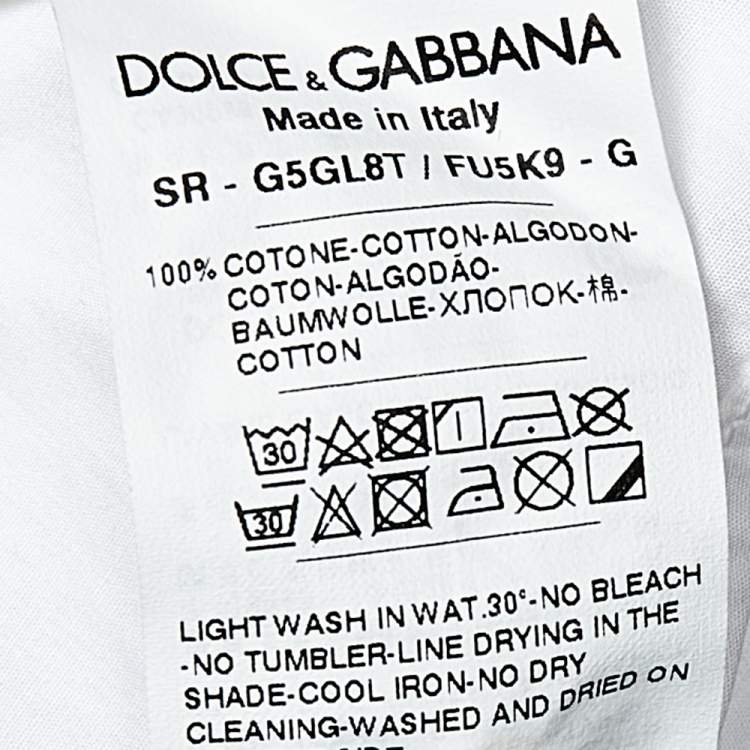 DOLCE & GABBANA
Made in Italy
SR - G5GL8T / FU5K9 - G
100% COTONE-COTTON-ALGODON-
COTON-ALGODÃO-
BAUMWOLLE-ХЛОПОК-棉-
COTTON
30
30
LIGHT WASH IN WAT.30°-NO BLEACH
-NO TUMBLER-LINE DRYING IN THE
SHADE-COOL IRON-NO DRY
CLEANING-WASHED AND DRIED ON